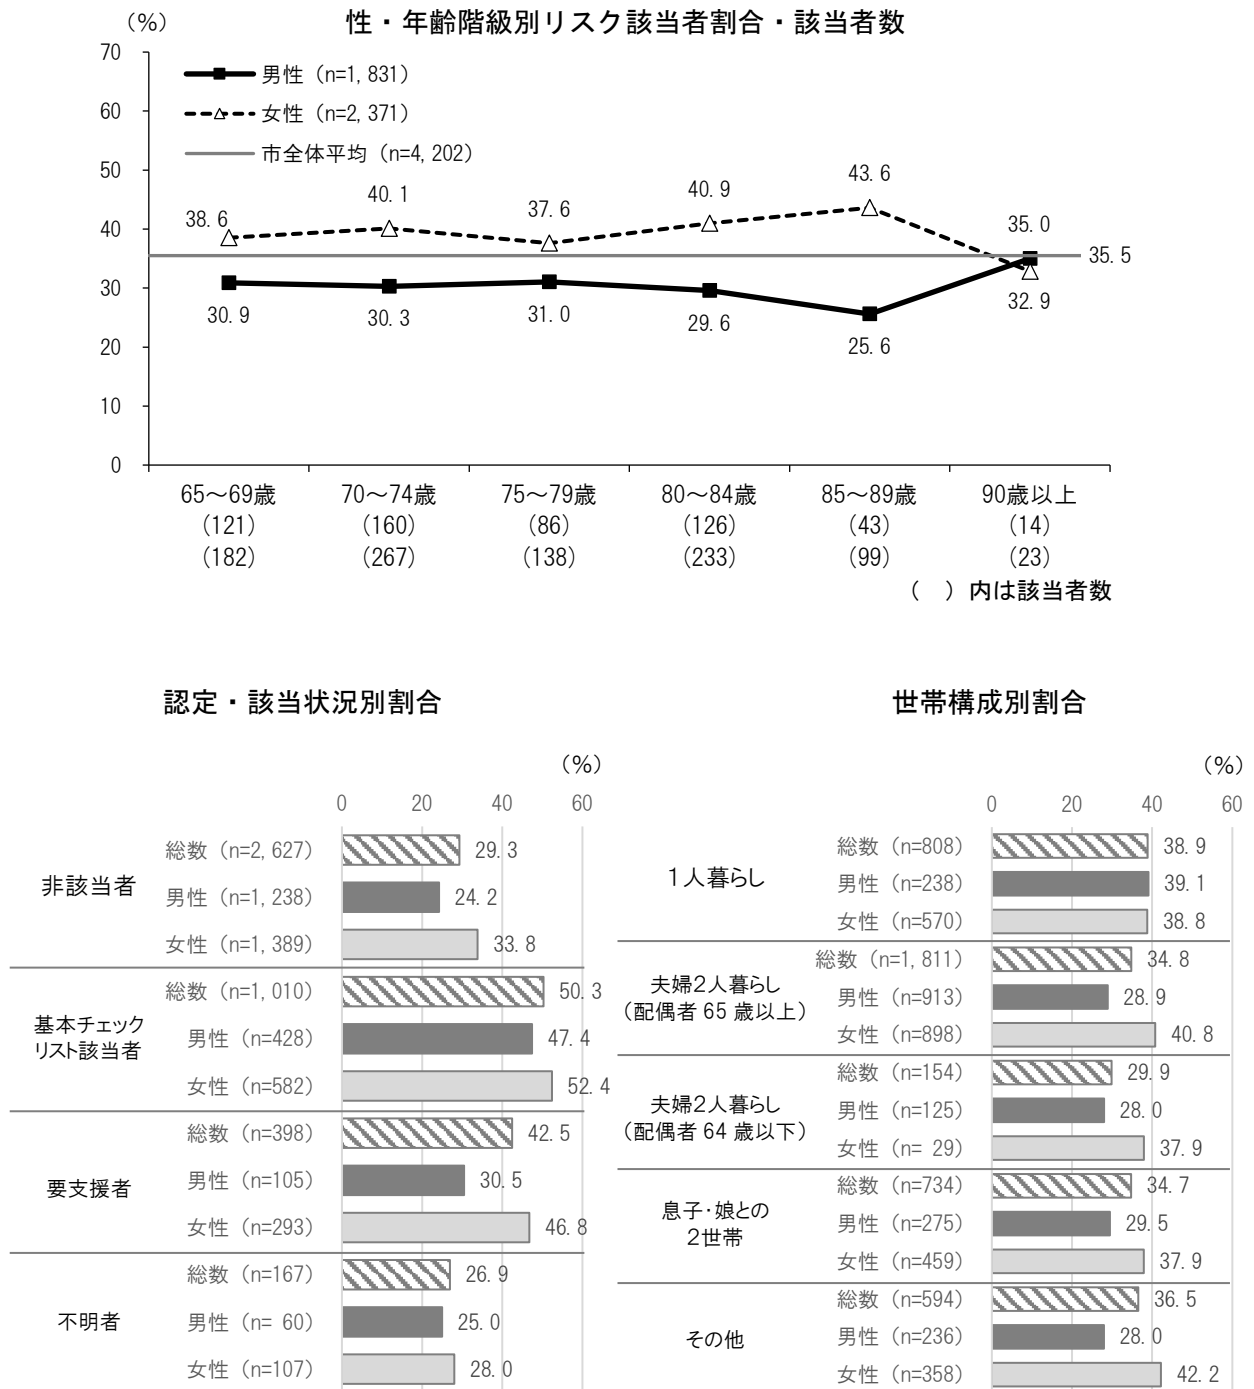 性・年齢階級別リスク該当者割合・該当者数
（%）
70
60
50
40
30
20
10
0
男性（n=1,831）
女性（n=2,371）
市全体平均（n=4,202）
38.6
40.1
37.6
40.9
43.6
35.0
35.5
30.9
30.3
31.0
29.6
25.6
32.9
65～69歳 70～74歳 75～79歳 80～84歳 85～89歳 90歳以上
（121） （160） （86） （126） （43） （14）
（182） （267） （138） （233） （99） （23）
（　）内は該当者数
認定・該当状況別割合
（%）
0 20 40 60
非該当者
総数（n=2,627） 29.3
男性（n=1,238） 24.2
女性（n=1,389） 33.8
基本チェック
リスト該当者
総数（n=1,010） 50.3
男性（n=428） 47.4
女性（n=582） 52.4
要支援者
総数（n=398） 42.5
男性（n=105） 30.5
女性（n=293） 46.8
不明者
総数（n=167） 26.9
男性（n= 60） 25.0
女性（n=107） 28.0
世帯構成別割合
（%）
0 20 40 60
１人暮らし
総数（n=808） 38.9
男性（n=238） 39.1
女性（n=570） 38.8
夫婦２人暮らし
（配偶者 65 歳以上）
総数（n=1,811） 34.8
男性（n=913） 28.9
女性（n=898） 40.8
夫婦２人暮らし
（配偶者 64 歳以下）
総数（n=154） 29.9
男性（n=125） 28.0
女性（n= 29） 37.9
息子・娘との
２世帯
総数（n=734） 34.7
男性（n=275） 29.5
女性（n=459） 37.9
その他
総数（n=594） 36.5
男性（n=236） 28.0
女性（n=358） 42.2